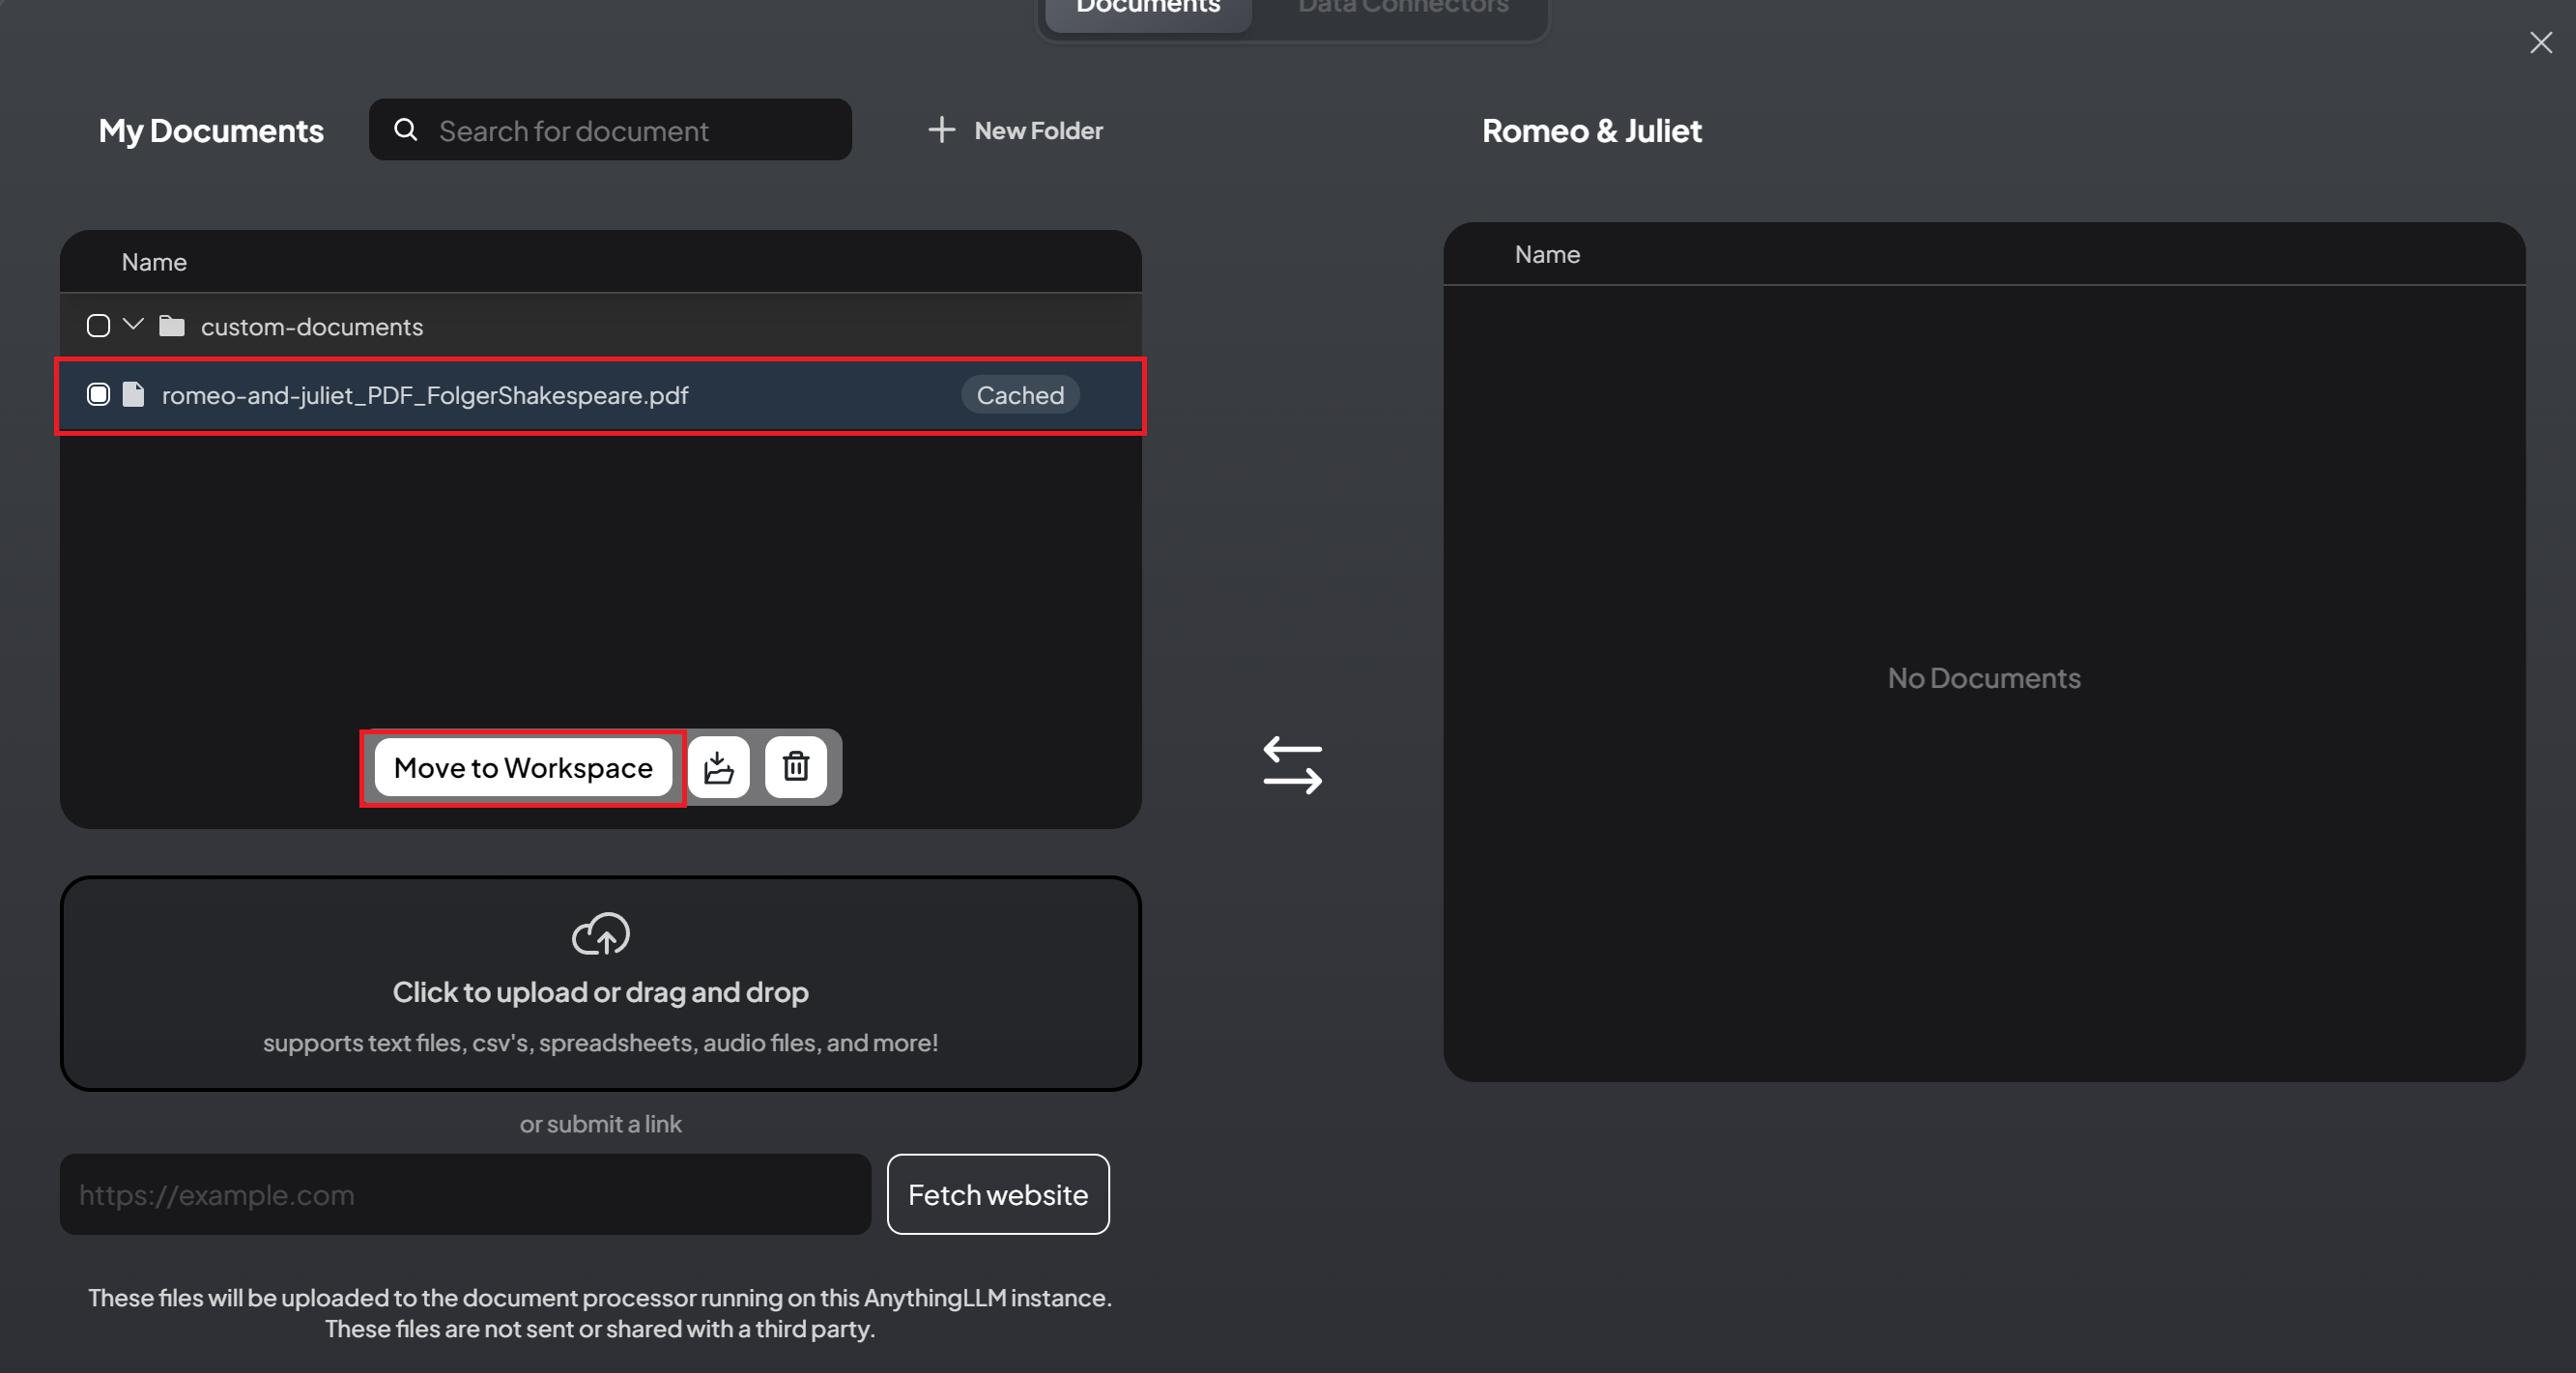 Documents
Data Connectors
My Documents
Search for document
New Folder
Romeo & Juliet
Name
custom-documents
romeo-and-juliet_PDF_FolgerShakespeare.pdf
Cached
Move to Workspace
Name
No Documents
Click to upload or drag and drop
supports text files, csv's, spreadsheets, audio files, and more!
or submit a link
https://example.com
Fetch website
These files will be uploaded to the document processor running on this AnythingLLM instance.
These files are not sent or shared with a third party.